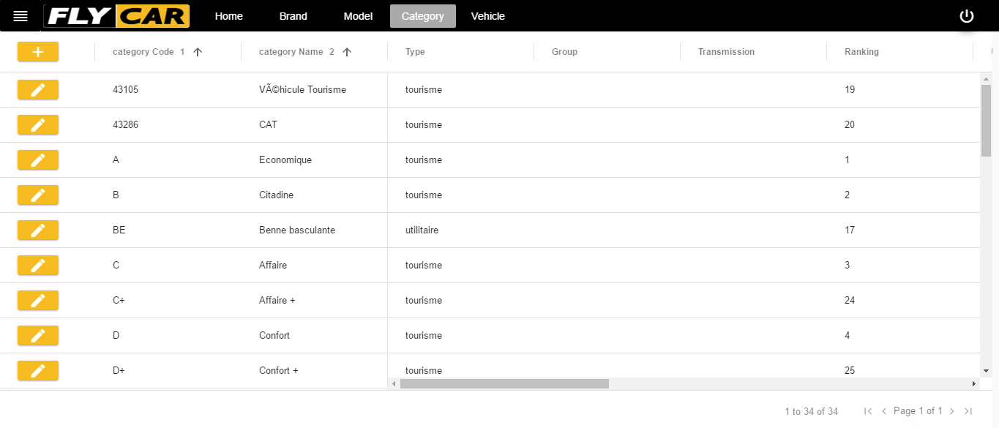 FLY CAR Home Brand Model Category Vehicle
category Code 1 category Name 2 Type Group Transmission Ranking
43105 VÃ©hicule Tourisme tourisme 19
43286 CAT tourisme 20
A Economique tourisme 1
B Citadine tourisme 2
BE Benne basculante utilitaire 17
C Affaire tourisme 3
C+ Affaire + tourisme 24
D Confort tourisme 4
D+ Confort + tourisme 25
1 to 34 of 34 Page 1 of 1